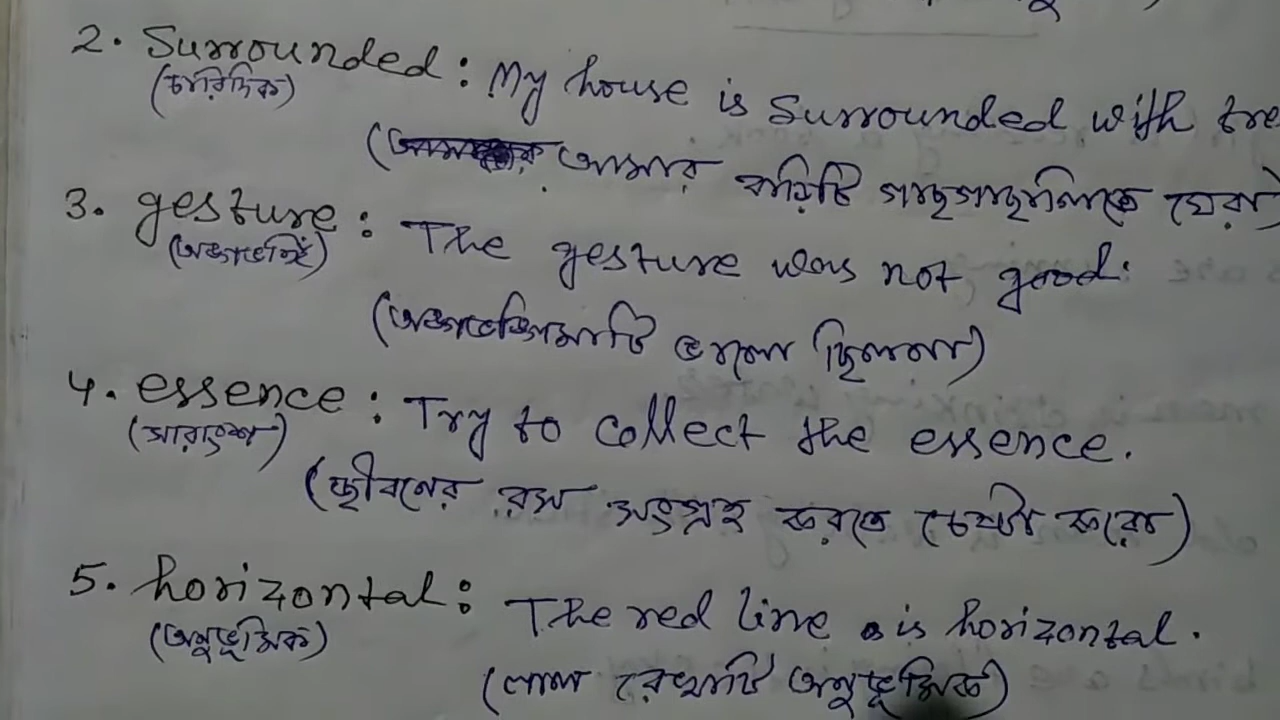 2. Surrounded: My house is surrounded with tre
(চারিদিক)
(আমার বাড়িটি গাছগাছালিতে ঘেরা
3. gesture: The gesture was not good.
(অঙ্গভঙ্গি)
(অঙ্গভঙ্গিমাটি ভালো ছিলনা)
4. essence: Try to collect the essence.
(সারাংশ)
(জীবনের রস সংগ্রহ করতে চেষ্টা করো)
5. horizontal: The red line is horizontal.
(অনুভূমিক)
(লাল রেখাটি অনুভূমিক)